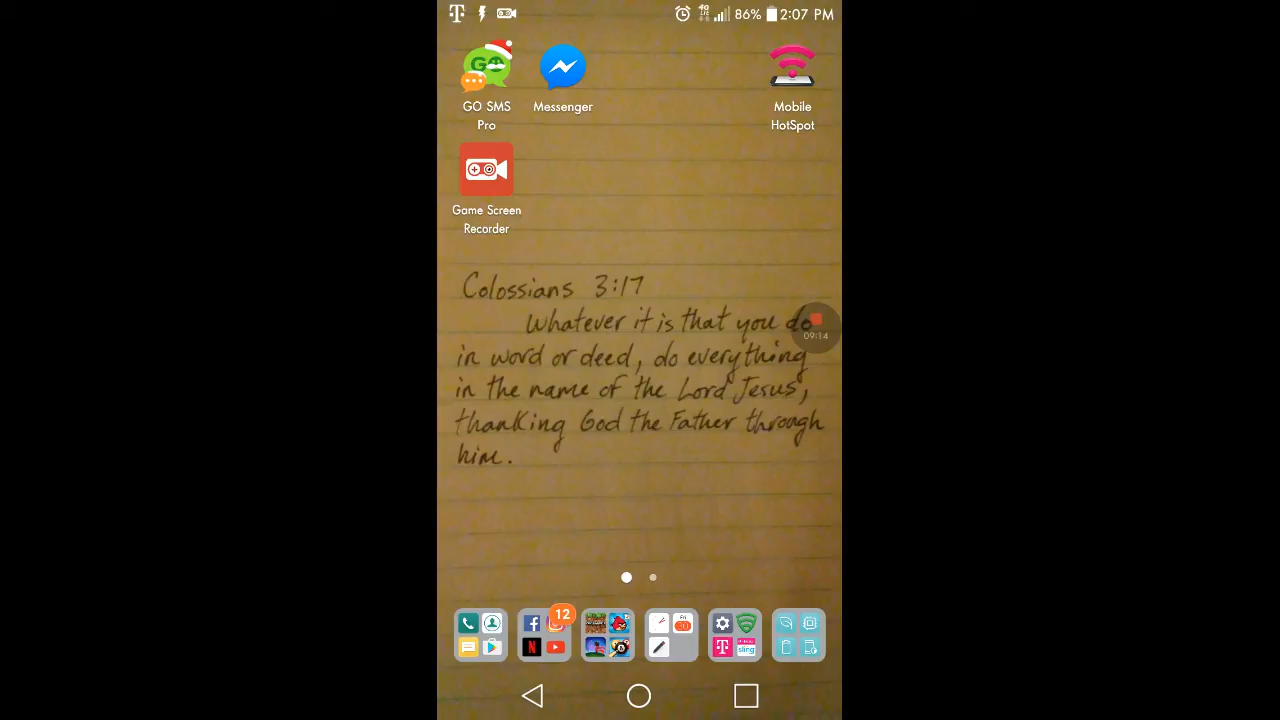 86% 2:07 PM
GO SMS
Pro
Messenger
Mobile
HotSpot
Game Screen
Recorder
Colossians 3:17
Whatever it is that you do
09:14
in word or deed, do everything
in the name of the Lord Jesus,
thanking God the Father through
him.
12